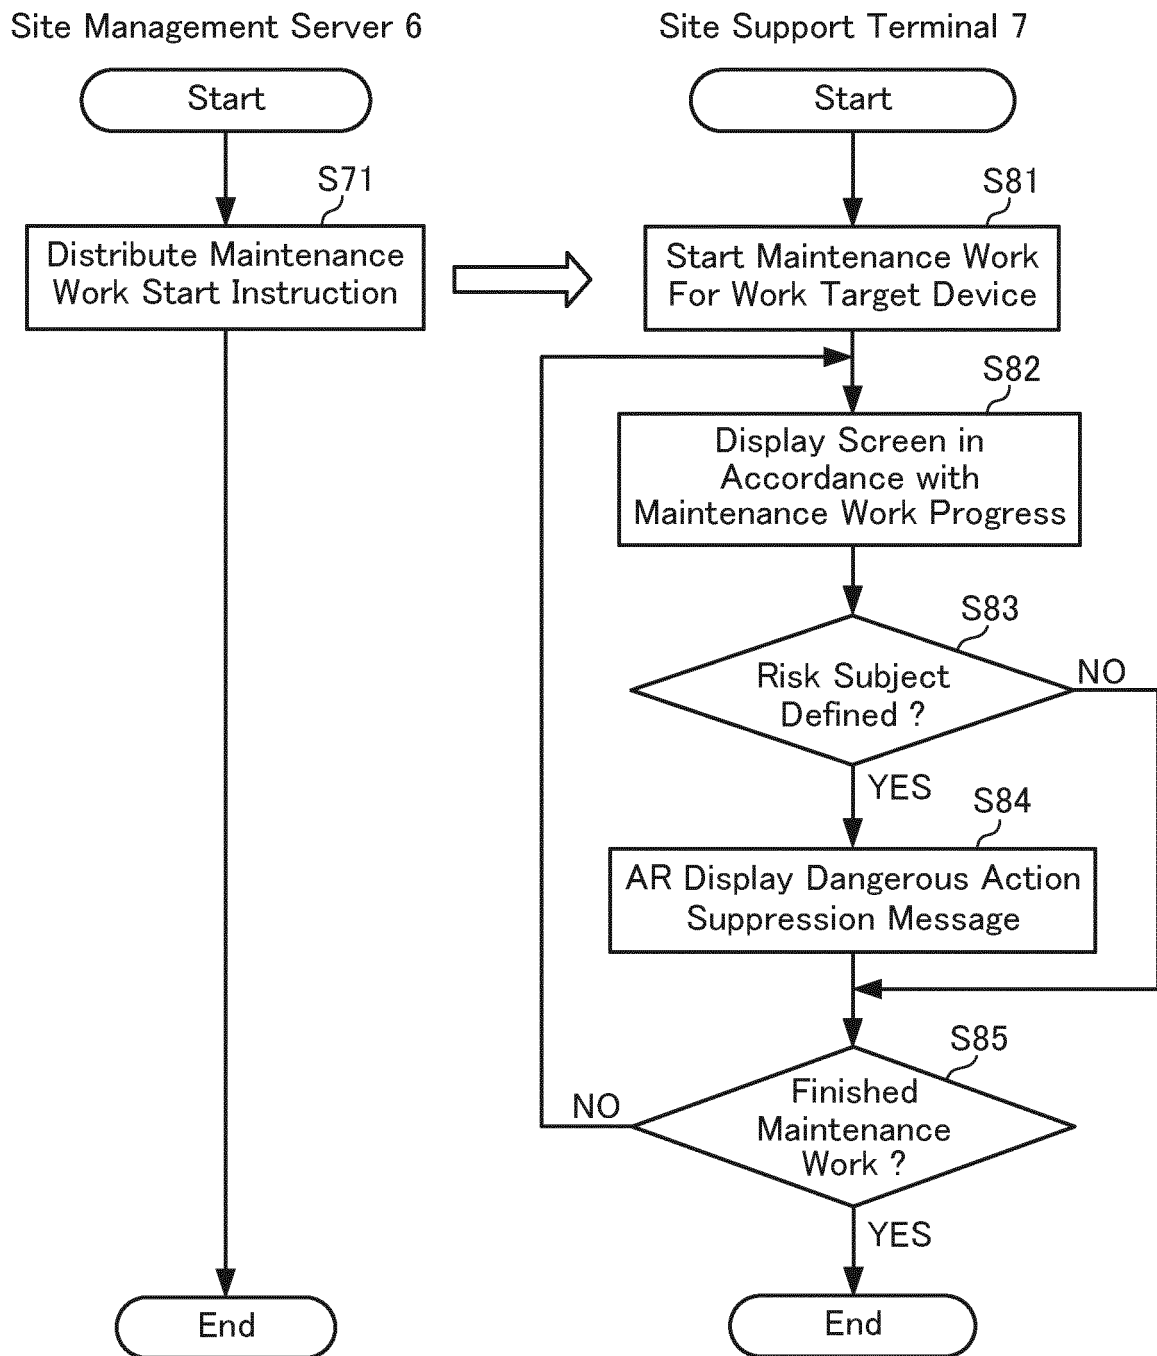 Site Management Server 6
Site Support Terminal 7
Start
Start
S71
Distribute Maintenance
Work Start Instruction
S81
Start Maintenance Work
For Work Target Device
S82
Display Screen in
Accordance with
Maintenance Work Progress
S83
Risk Subject
Defined ?
NO
YES
S84
AR Display Dangerous Action
Suppression Message
S85
Finished
Maintenance
Work ?
NO
YES
End
End